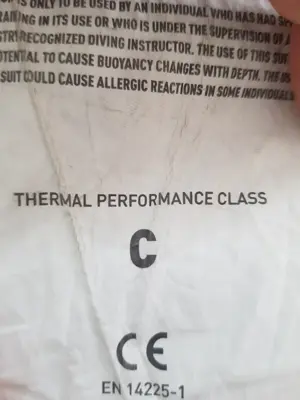 IS ONLY TO BE USED BY AN INDIVIDUAL WHO HAS HAD
IN ITS USE OR WHO IS UNDER THE SUPERVISION OF A
RECOGNIZED DIVING INSTRUCTOR. THE USE OF THIS SUIT
TO CAUSE BUOYANCY CHANGES WITH DEPTH. THE
SUIT COULD CAUSE ALLERGIC REACTIONS IN SOME INDIVIDUALS
THERMAL PERFORMANCE CLASS
C
CE
EN 14225-1